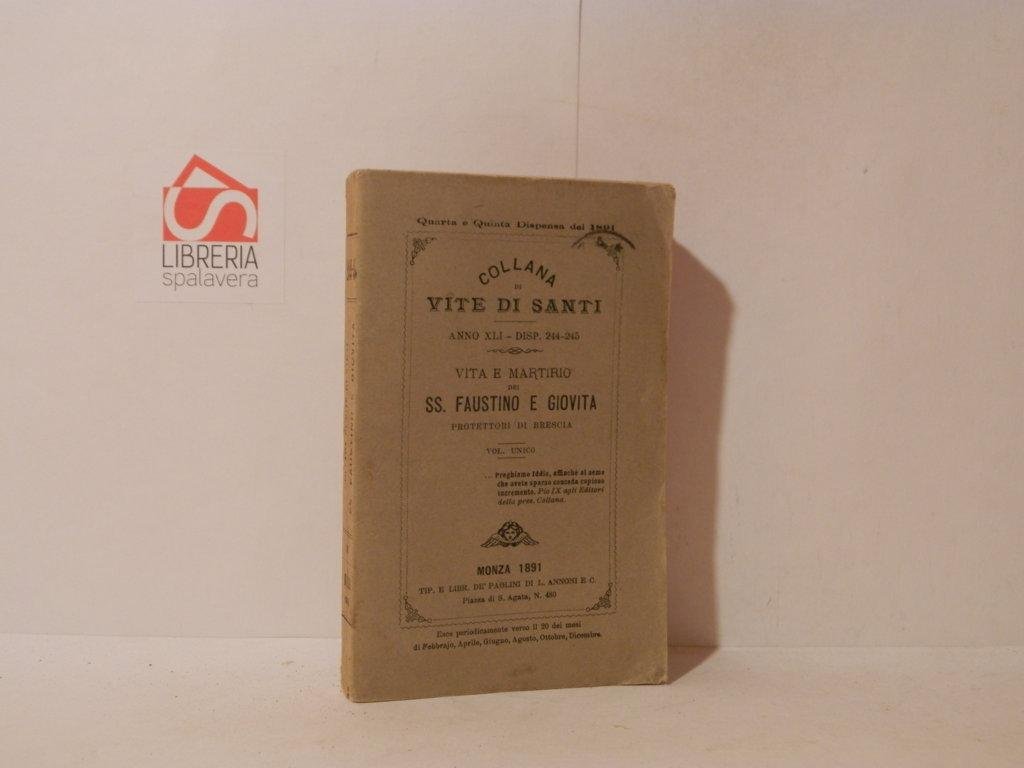 LIBRERIA
spalavera
Quarta e Quinta Dispensa del 1891
COLLANA
DI
VITE DI SANTI
ANNO XLI - DISP. 244-245
VITA E MARTIRIO
DEI
SS. FAUSTINO E GIOVITA
PROTETTORI DI BRESCIA
VOL. UNICO
... Preghiamo Iddio, affinchè al seme
che avete sparso conceda copioso
incremento. Pio IX agli Editori
della pres. Collana.
MONZA 1891
TIP. E LIBR. DE' PAOLINI DI L. ANNONI E C.
Piazza di S. Agata, N. 480
Esce periodicamente verso il 20 dei mesi
di Febbrajo, Aprile, Giugno, Agosto, Ottobre, Dicembre.